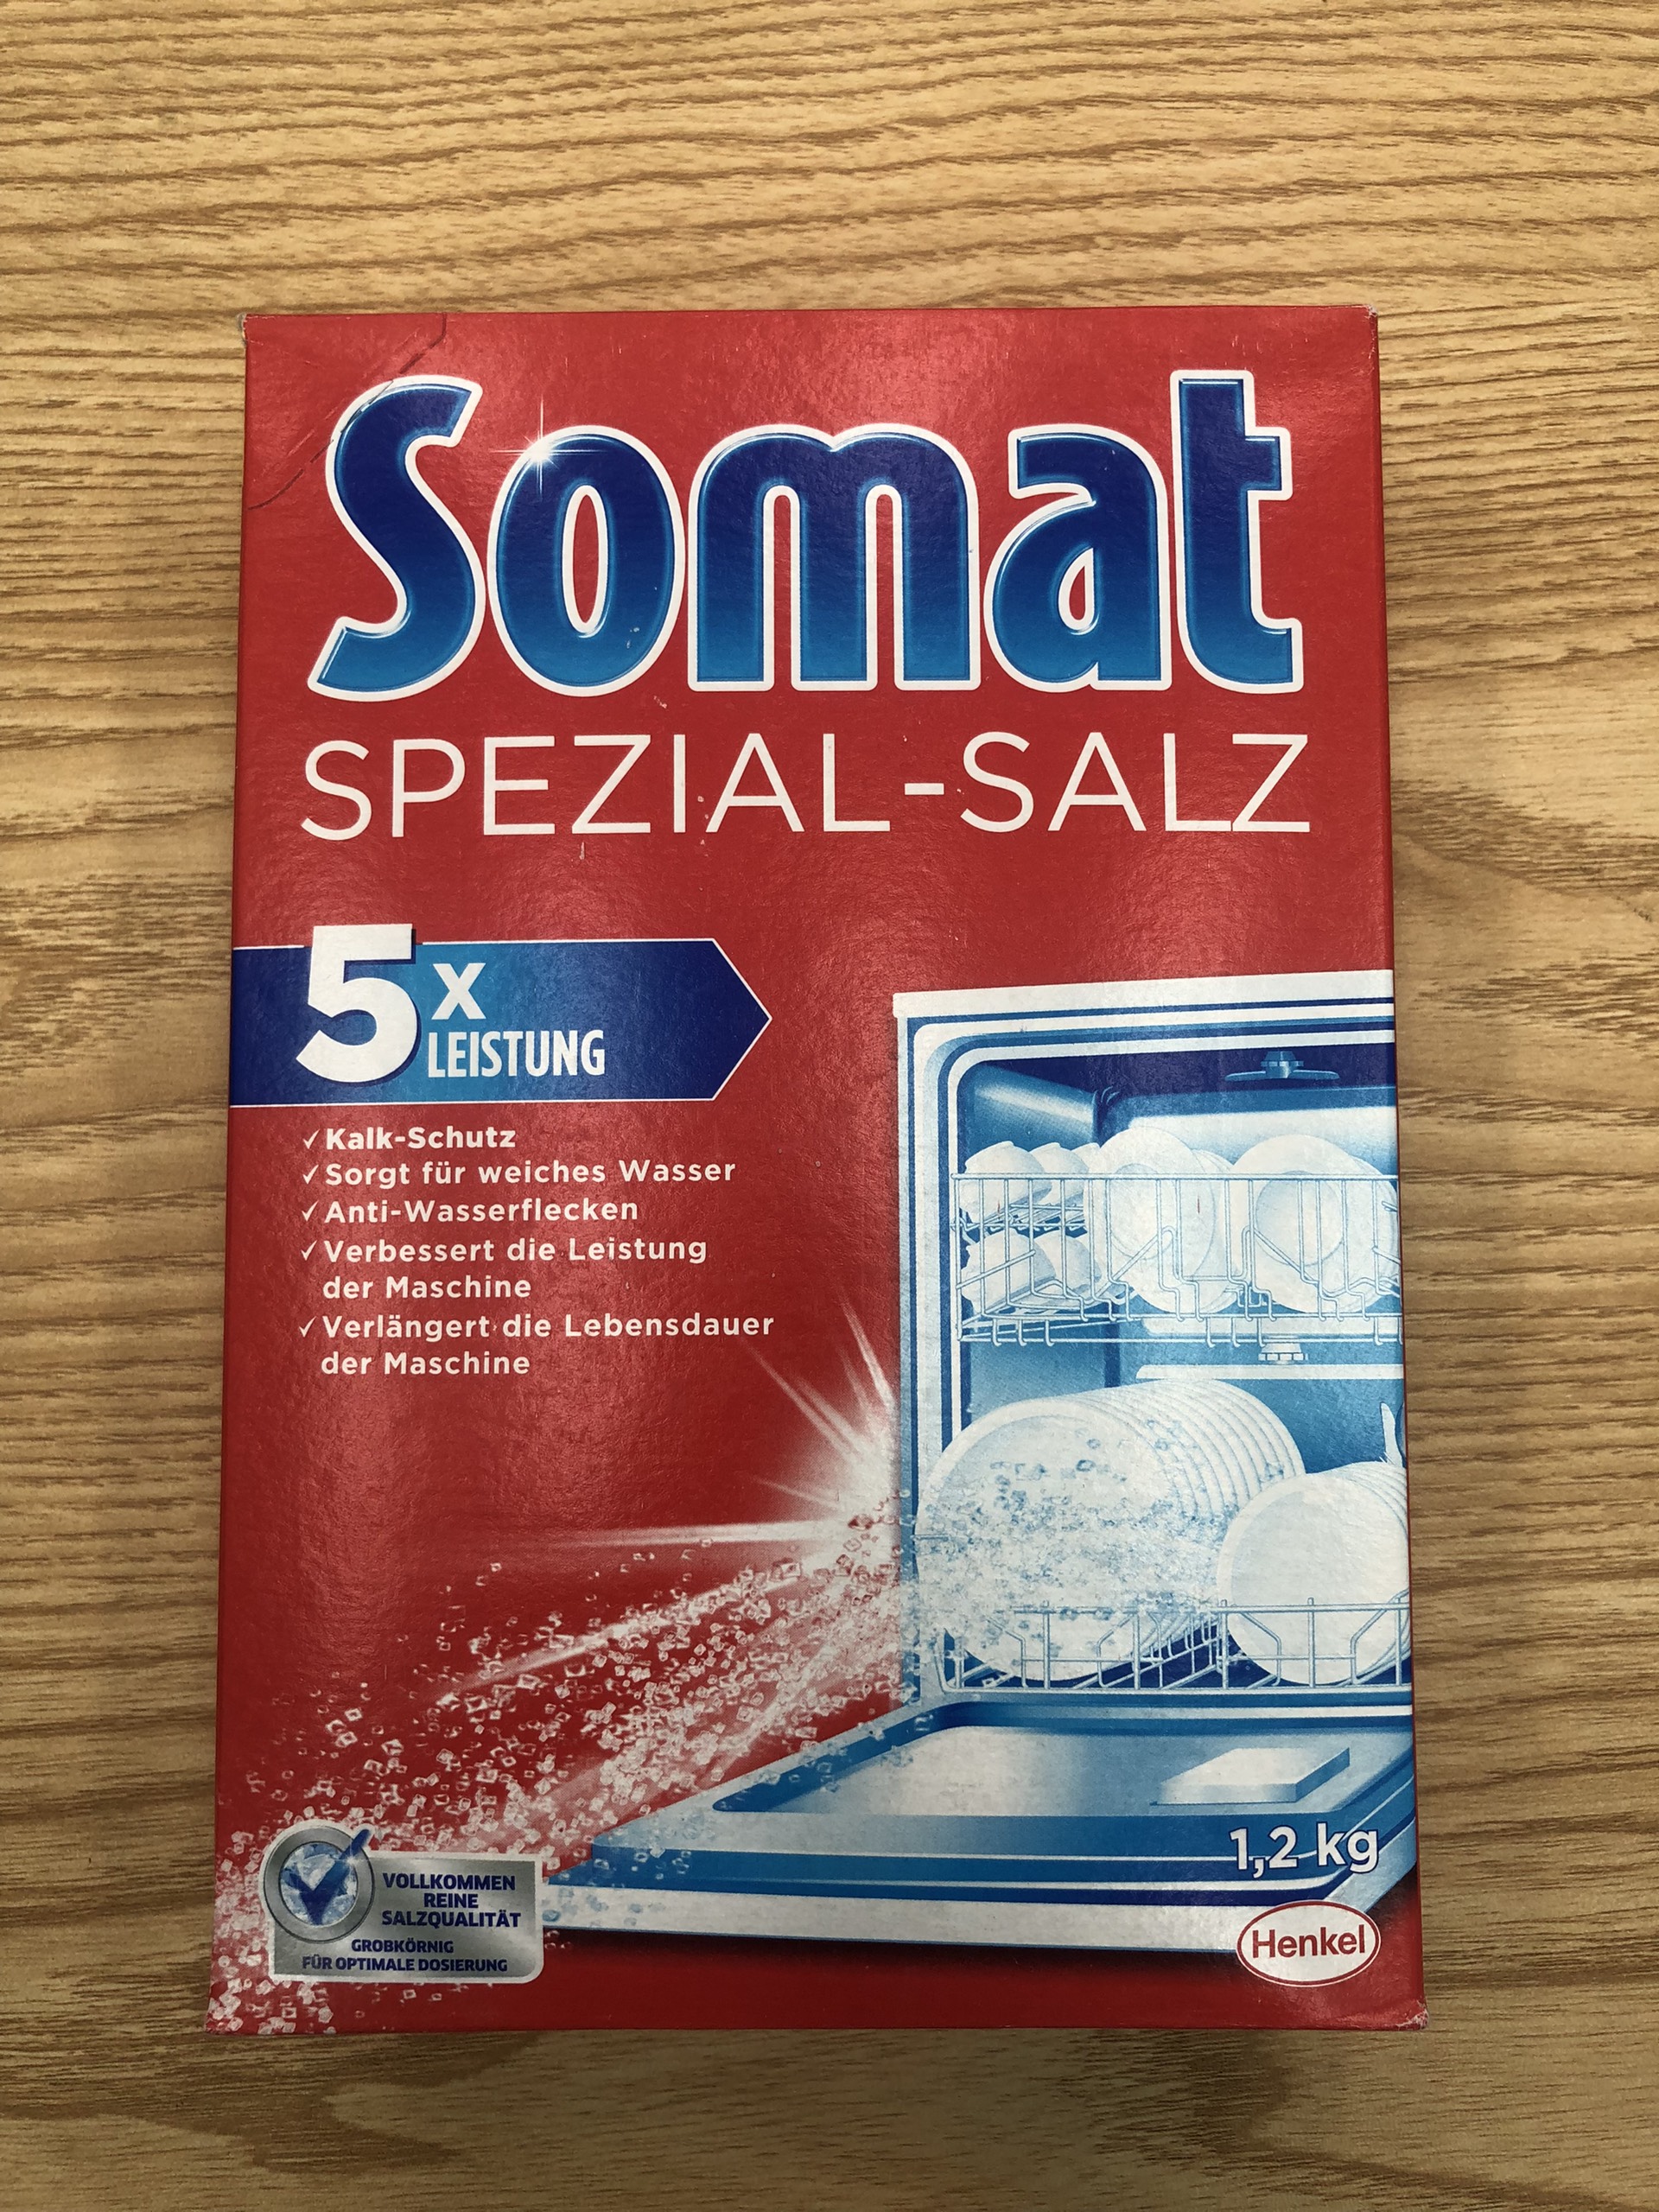 Somat
SPEZIAL-SALZ
5x
LEISTUNG
✓ Kalk-Schutz
✓ Sorgt für weiches Wasser
✓ Anti-Wasserflecken
✓ Verbessert die Leistung
der Maschine
✓ Verlängert die Lebensdauer
der Maschine
VOLLKOMMEN
REINE
SALZQUALITÄT
GROBKÖRNIG
FÜR OPTIMALE DOSIERUNG
1,2 kg
Henkel